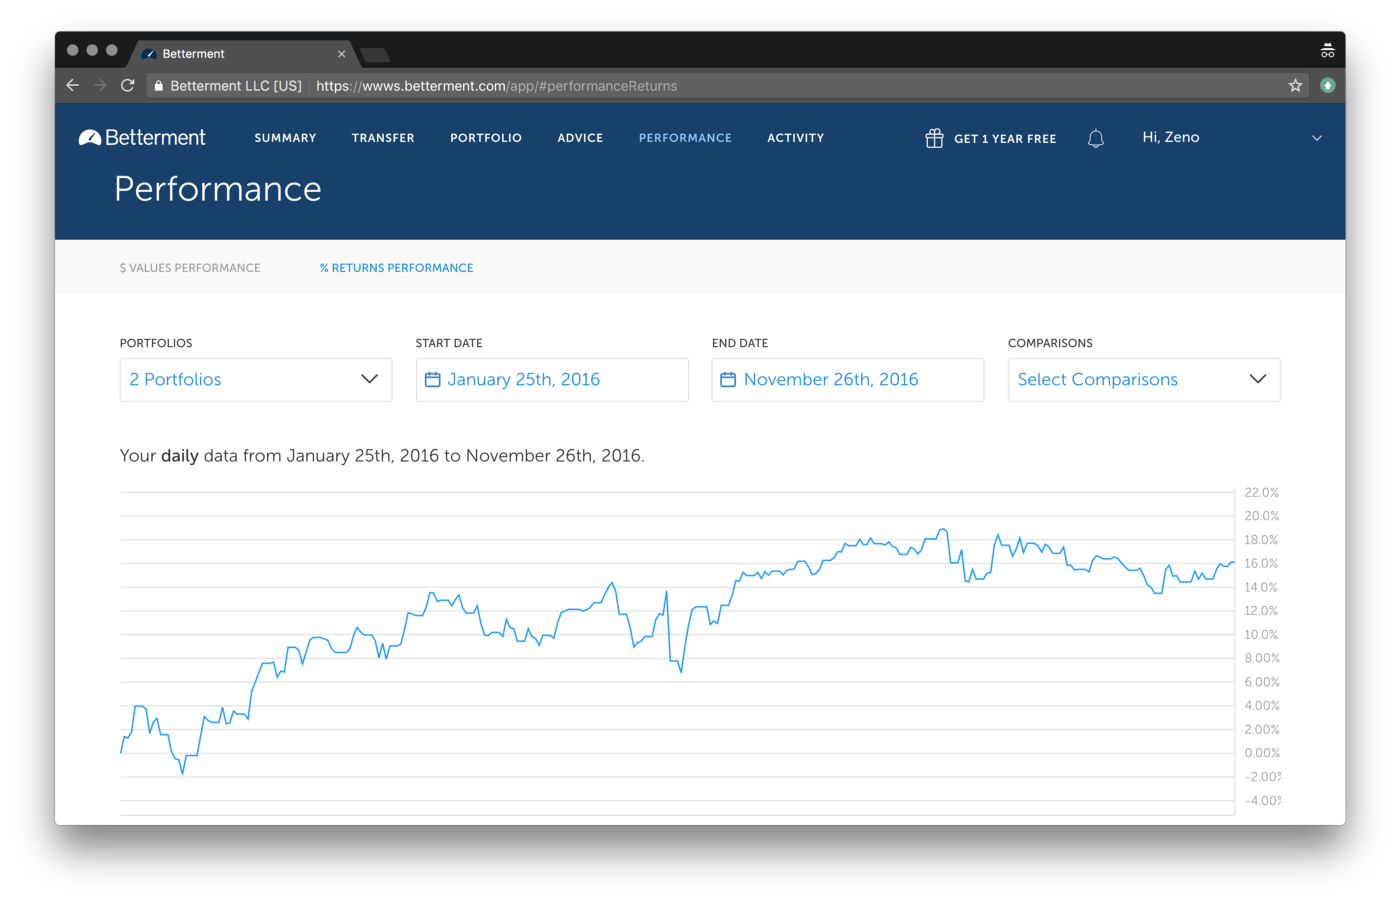 Betterment
Betterment LLC [US] https://wwws.betterment.com/app/#performanceReturns
Betterment SUMMARY TRANSFER PORTFOLIO ADVICE PERFORMANCE ACTIVITY GET 1 YEAR FREE Hi, Zeno
Performance
$ VALUES PERFORMANCE % RETURNS PERFORMANCE
PORTFOLIOS START DATE END DATE COMPARISONS
2 Portfolios January 25th, 2016 November 26th, 2016 Select Comparisons
Your daily data from January 25th, 2016 to November 26th, 2016.
22.0%
20.0%
18.0%
16.0%
14.0%
12.0%
10.0%
8.00%
6.00%
4.00%
2.00%
0.00%
-2.00%
-4.00%